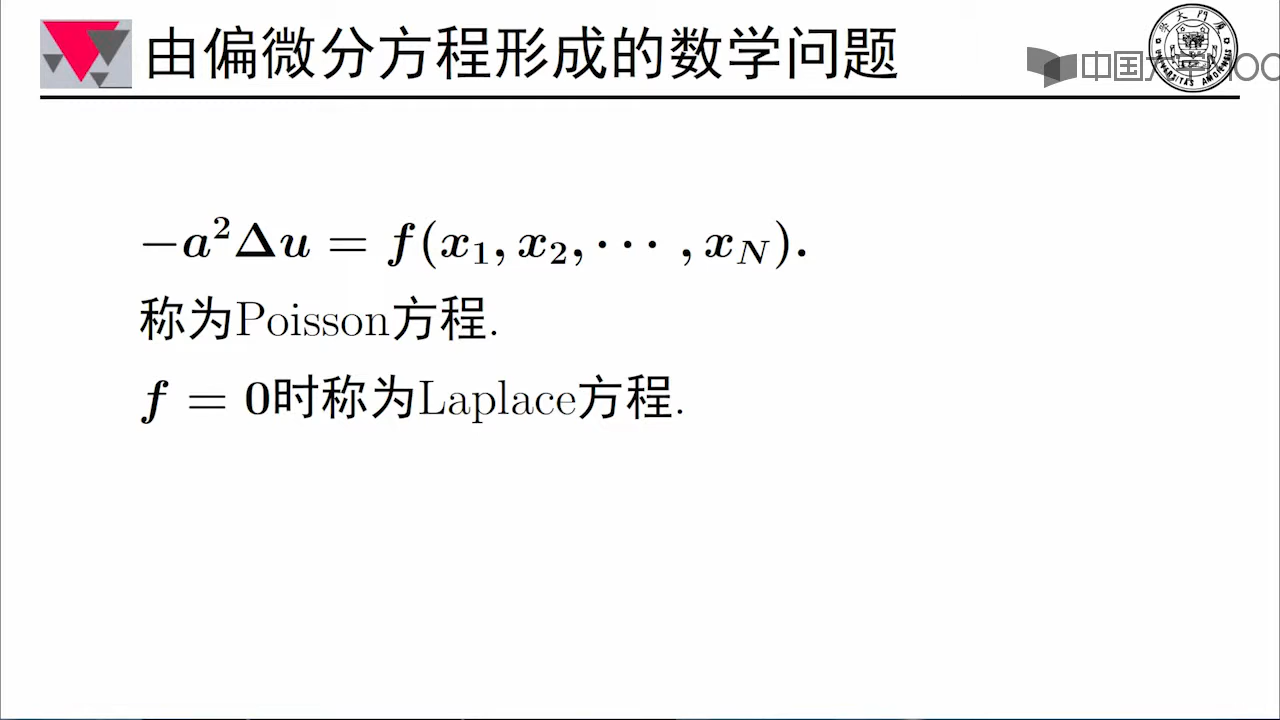 由偏微分方程形成的数学问题
中国大学MOOC
−a²Δu = f(x₁, x₂, ⋯ , x_N).
称为Poisson方程.
f = 0时称为Laplace方程.